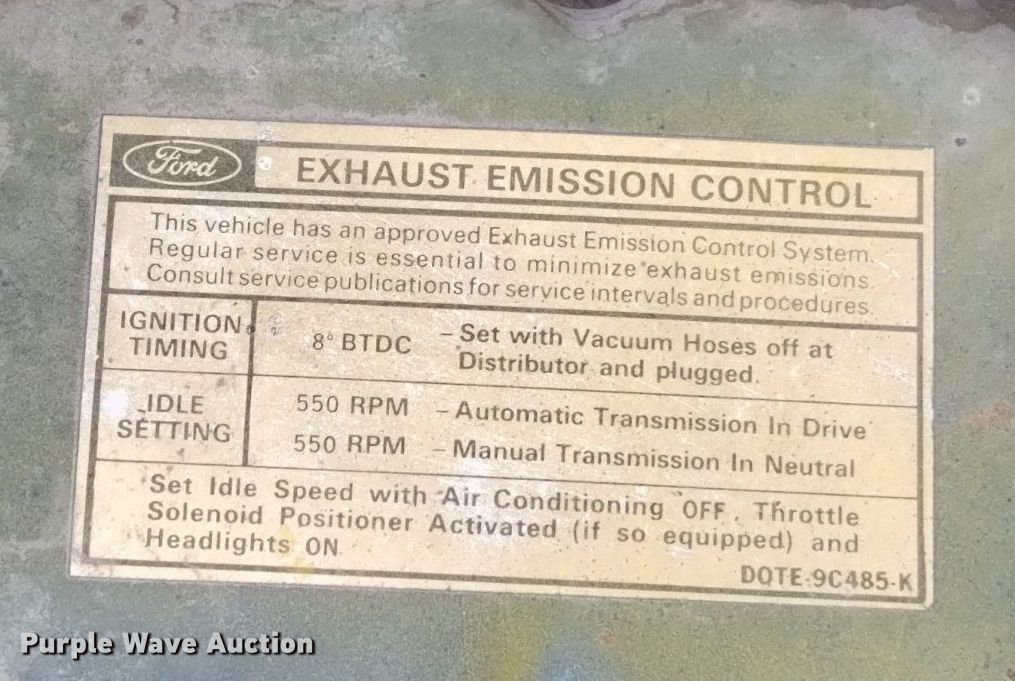 Ford EXHAUST EMISSION CONTROL
This vehicle has an approved Exhaust Emission Control System.
Regular service is essential to minimize exhaust emissions.
Consult service publications for service intervals and procedures.
IGNITION TIMING
8° BTDC – Set with Vacuum Hoses off at
Distributor and plugged.
IDLE SETTING
550 RPM – Automatic Transmission In Drive
550 RPM – Manual Transmission In Neutral
Set Idle Speed with Air Conditioning OFF, Throttle
Solenoid Positioner Activated (if so equipped) and
Headlights ON
DOTE-9C485-K
Purple Wave Auction